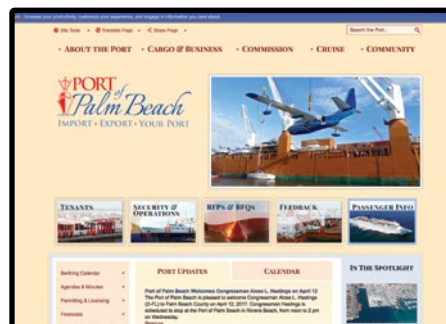 increase your productivity, customize your experience, and engage in information you care about.
Site Tools Translate Page Share Page Search the Port...
• ABOUT THE PORT • CARGO & BUSINESS • COMMISSION • CRUISE • COMMUNITY
PORT
of
Palm Beach
IMPORT • EXPORT • YOUR PORT
TENANTS
SECURITY &
OPERATIONS
RFPS & RFQS
FEEDBACK
PASSENGER INFO
Berthing Calendar
Agendas & Minutes
Permitting & Licensing
Financials
PORT UPDATES
CALENDAR
Port of Palm Beach Welcomes Congressman Alcee L. Hastings on April 12
The Port of Palm Beach is pleased to welcome Congressman Alcee L. Hastings
(D-FL) to Palm Beach County on April 12, 2017. Congressman Hastings is
scheduled to stop at the Port of Palm Beach in Riviera Beach, from noon to 2 pm
on Wednesday.
IN THE SPOTLIGHT